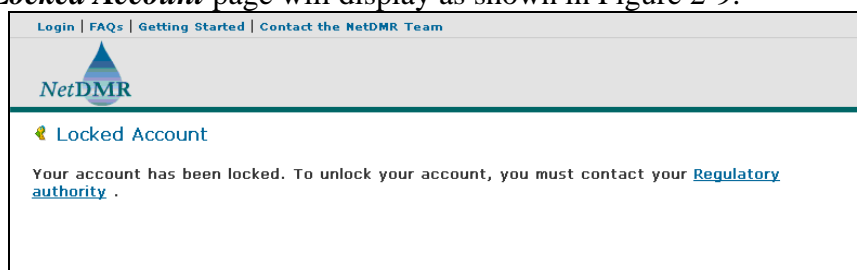 Locked Account page will display as shown in Figure 2-9.
Login | FAQs | Getting Started | Contact the NetDMR Team
NetDMR
Locked Account
Your account has been locked. To unlock your account, you must contact your Regulatory
authority .